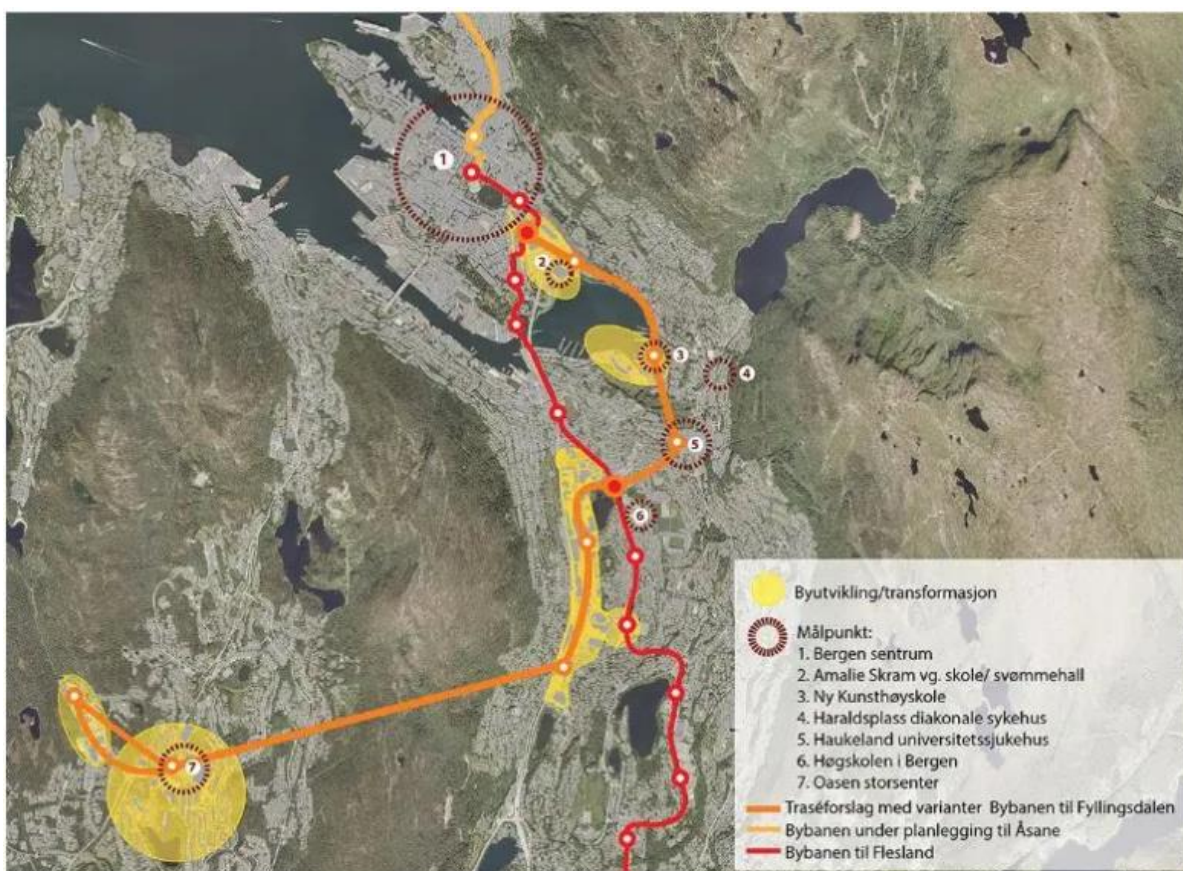 1
2
3
4
5
6
7
Byutvikling/transformasjon
Målpunkt:
1. Bergen sentrum
2. Amalie Skram vg. skole/ svømmehall
3. Ny Kunsthøyskole
4. Haraldsplass diakonale sykehus
5. Haukeland universitetssjukehus
6. Høgskolen i Bergen
7. Oasen storsenter
Traséforslag med varianter Bybanen til Fyllingsdalen
Bybanen under planlegging til Åsane
Bybanen til Flesland